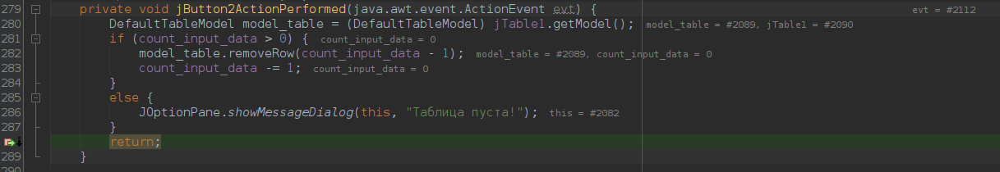 279 private void jButton2ActionPerformed(java.awt.event.ActionEvent evt) { evt = #2112
280 DefaultTableModel model_table = (DefaultTableModel) jTable1.getModel(); model_table = #2089, jTable1 = #2090
281 if (count_input_data > 0) { count_input_data = 0
282 model_table.removeRow(count_input_data - 1); model_table = #2089, count_input_data = 0
283 count_input_data -= 1; count_input_data = 0
284 }
285 else {
286 JOptionPane.showMessageDialog(this, "Таблица пуста!"); this = #2082
287 }
return;
289 }
290